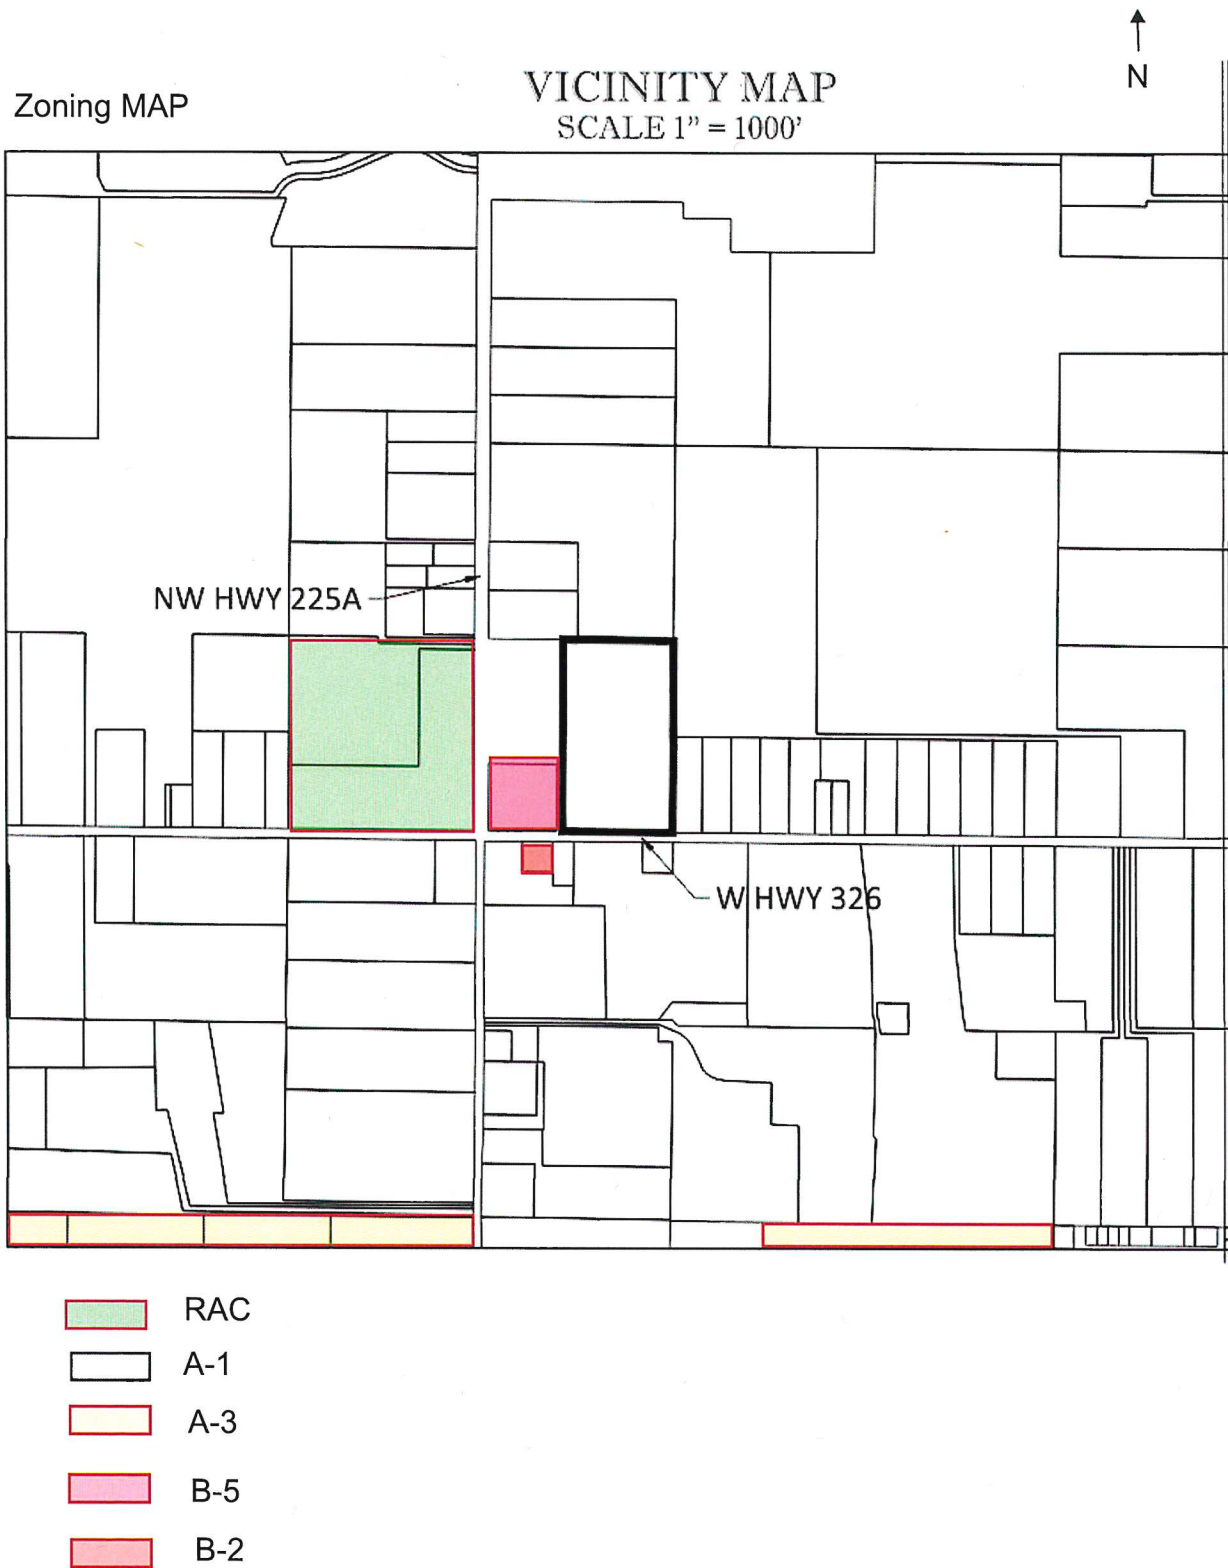 N
VICINITY MAP
Zoning MAP
SCALE 1" = 1000'
NW HWY 225A
W HWY 326
RAC
A-1
A-3
B-5
B-2